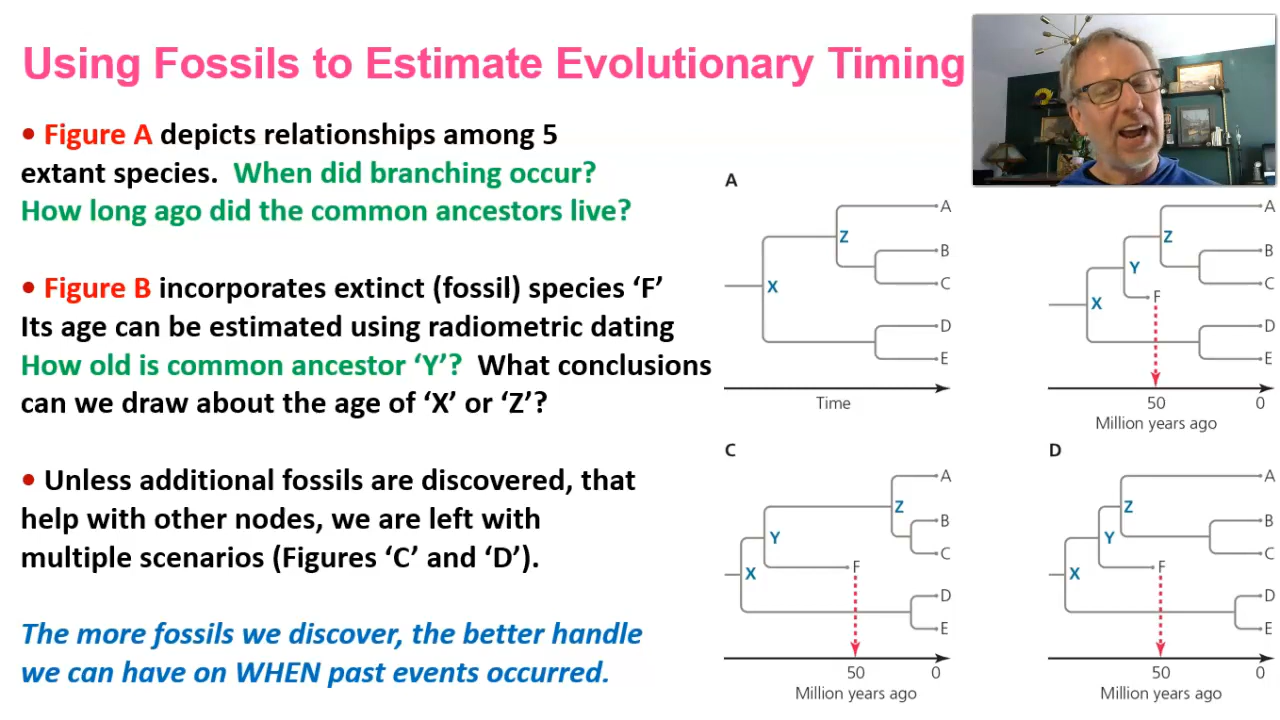 Using Fossils to Estimate Evolutionary Timing
• Figure A depicts relationships among 5
extant species. When did branching occur?
How long ago did the common ancestors live?
• Figure B incorporates extinct (fossil) species ‘F’
Its age can be estimated using radiometric dating
How old is common ancestor ‘Y’? What conclusions
can we draw about the age of ‘X’ or ‘Z’?
• Unless additional fossils are discovered, that
help with other nodes, we are left with
multiple scenarios (Figures ‘C’ and ‘D’).
The more fossils we discover, the better handle
we can have on WHEN past events occurred.
A
A
Z
B
C
X
D
E
Time
A
Z
B
Y
C
F
X
D
E
50 0
Million years ago
C
A
Z
B
Y
C
F
X
D
E
50 0
Million years ago
D
A
Z
B
Y
C
F
X
D
E
50 0
Million years ago